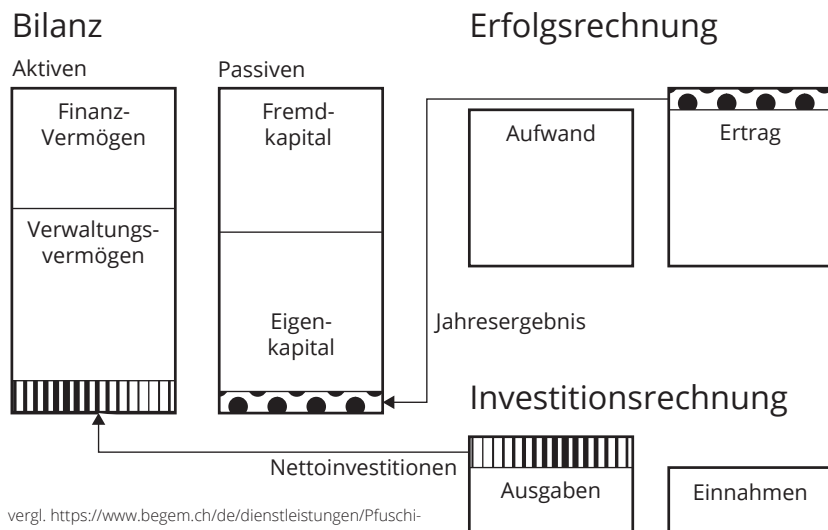 Bilanz
Aktiven
Passiven
Finanz-
Vermögen
Verwaltungs-
vermögen
Fremd-
kapital
Eigen-
kapital
Erfolgsrechnung
Aufwand
Ertrag
Jahresergebnis
Investitionsrechnung
Nettoinvestitionen
Ausgaben
Einnahmen
vergl. https://www.begem.ch/de/dienstleistungen/Pfuschi-